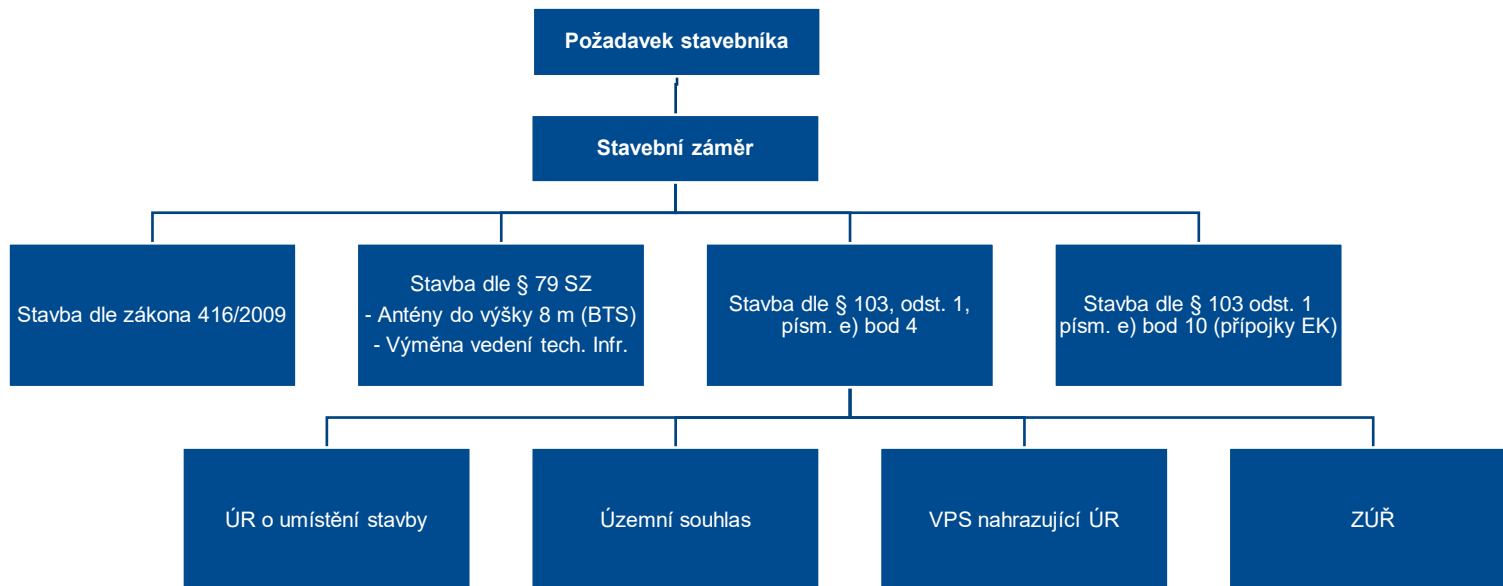 Požadavek stavebníka
Stavební záměr
Stavba dle zákona 416/2009
Stavba dle § 79 SZ
- Antény do výšky 8 m (BTS)
- Výměna vedení tech. Infr.
Stavba dle § 103, odst. 1,
písm. e) bod 4
Stavba dle § 103 odst. 1
písm. e) bod 10 (přípojky EK)
ÚR o umístění stavby
Územní souhlas
VPS nahrazující ÚR
ZÚŘ